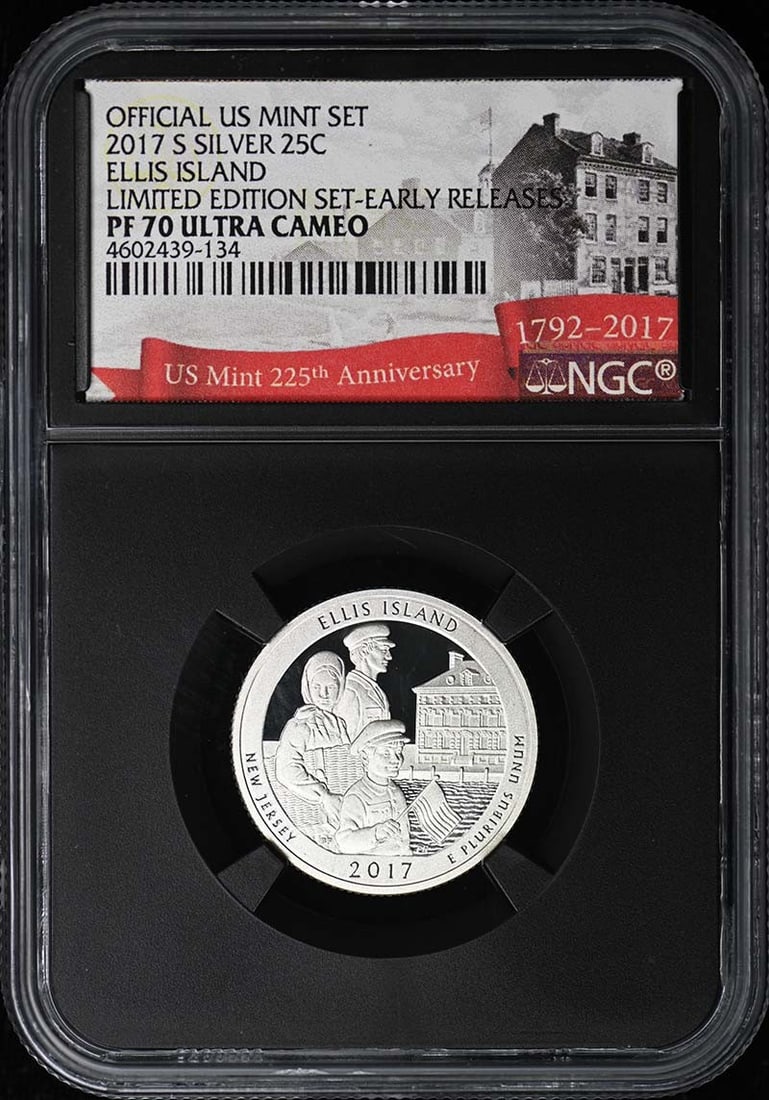 OFFICIAL US MINT SET
2017 S SILVER 25C
ELLIS ISLAND
LIMITED EDITION SET-EARLY RELEASES
PF 70 ULTRA CAMEO
4602439-134
1792–2017
US Mint 225th Anniversary
NGC®
ELLIS ISLAND
NEW JERSEY
2017
E PLURIBUS UNUM